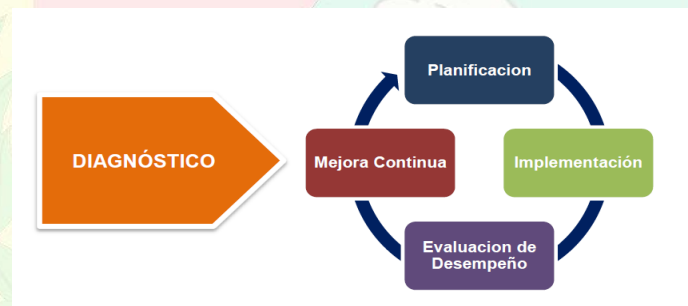 DIAGNÓSTICO
Planificacion
Mejora Continua
Implementación
Evaluacion de
Desempeño